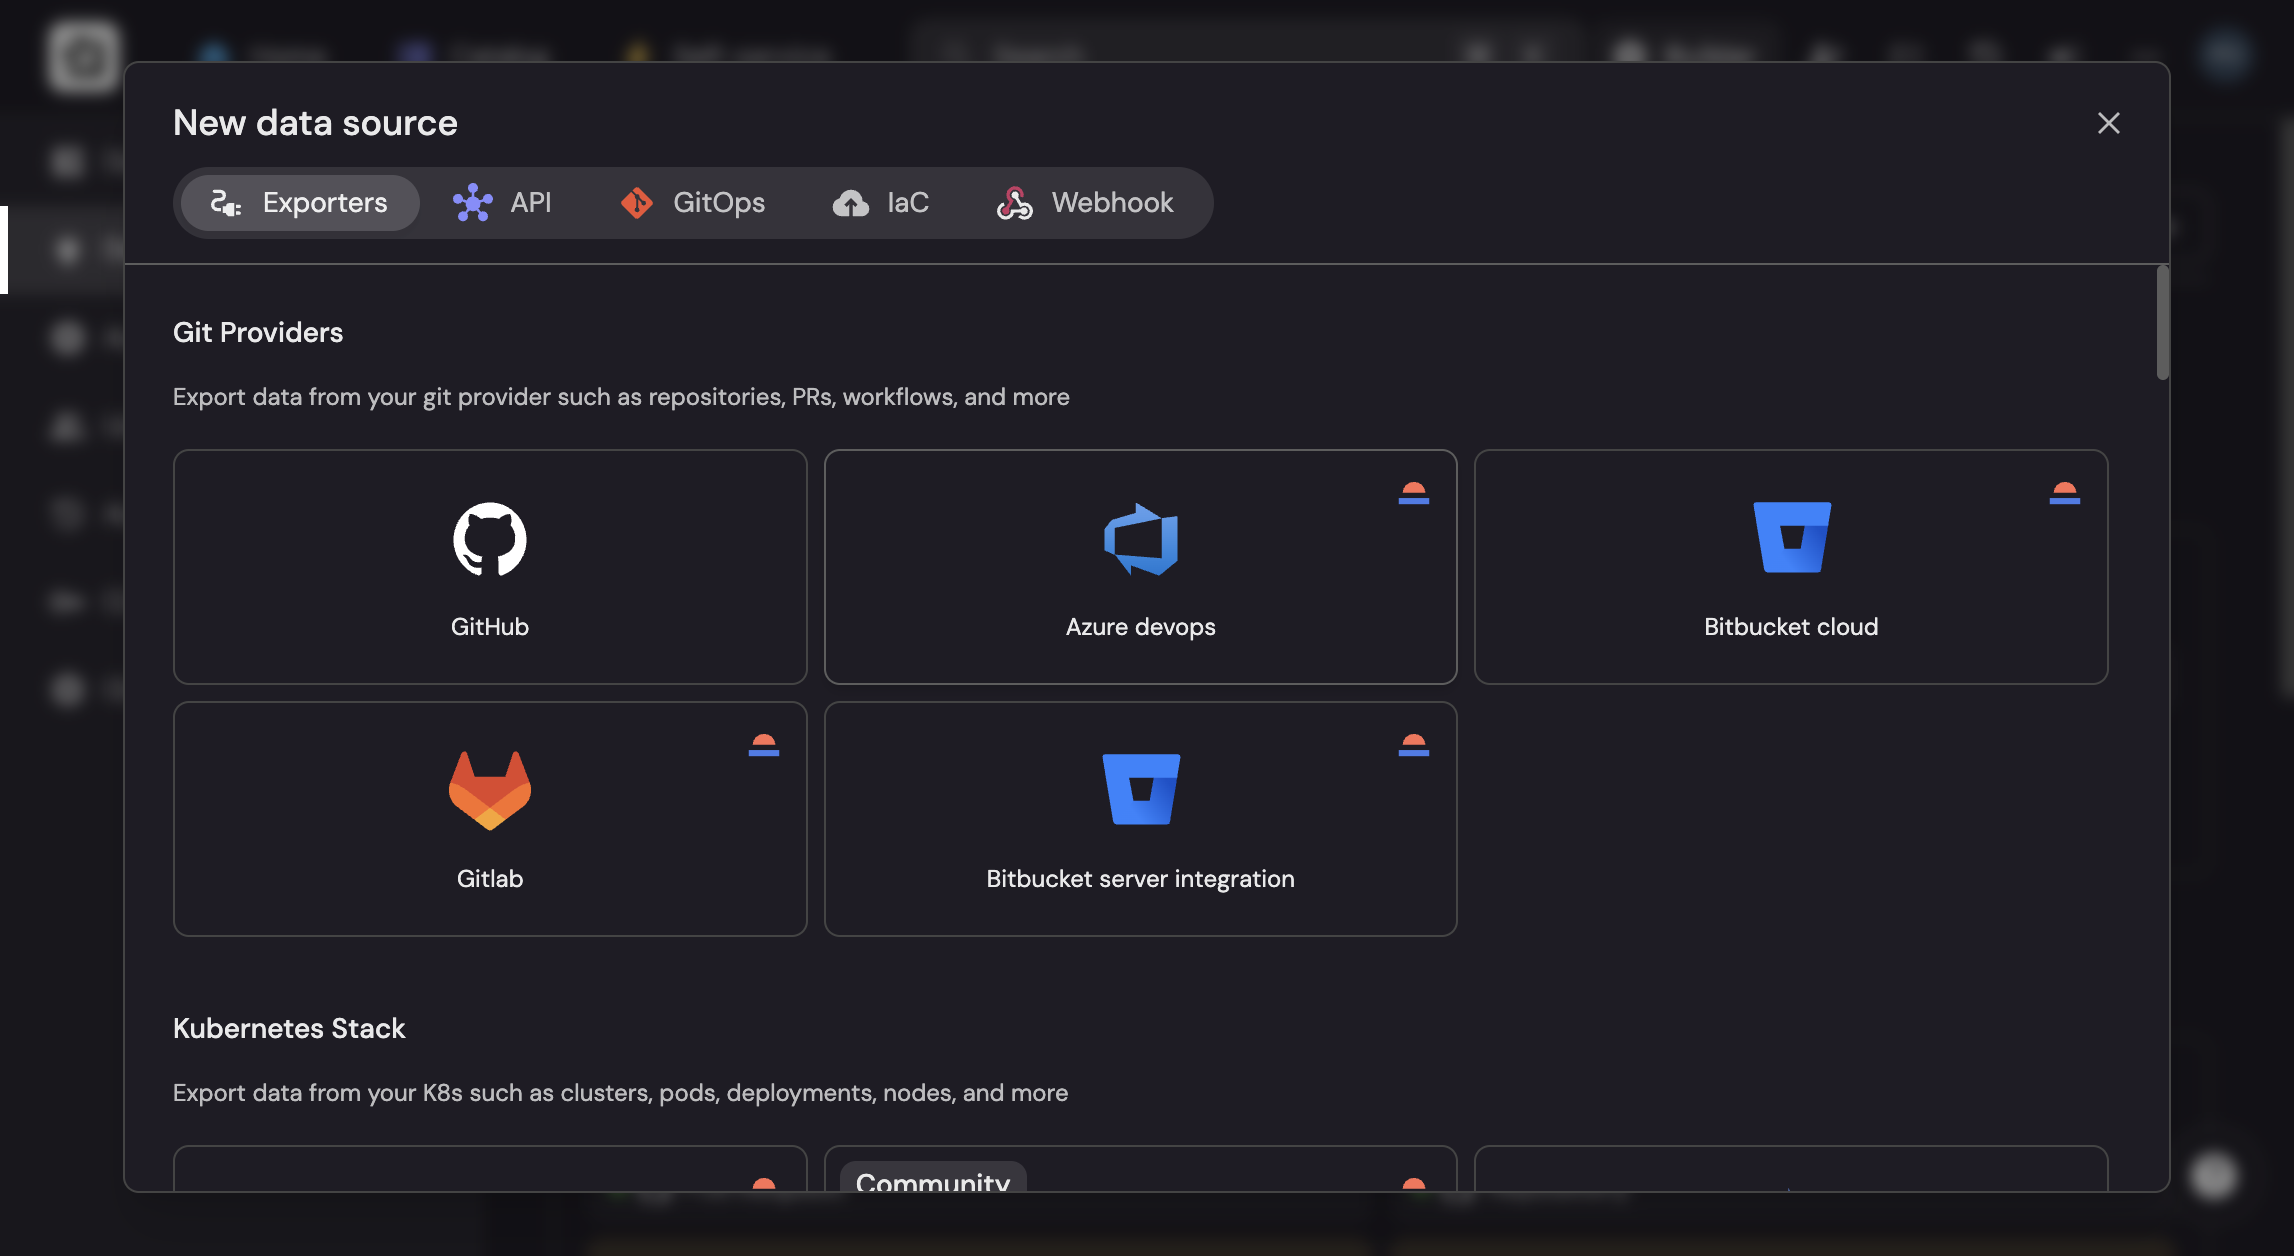 New data source
Exporters
API
GitOps
IaC
Webhook
Git Providers
Export data from your git provider such as repositories, PRs, workflows, and more
GitHub
Azure devops
Bitbucket cloud
Gitlab
Bitbucket server integration
Kubernetes Stack
Export data from your K8s such as clusters, pods, deployments, nodes, and more
Community